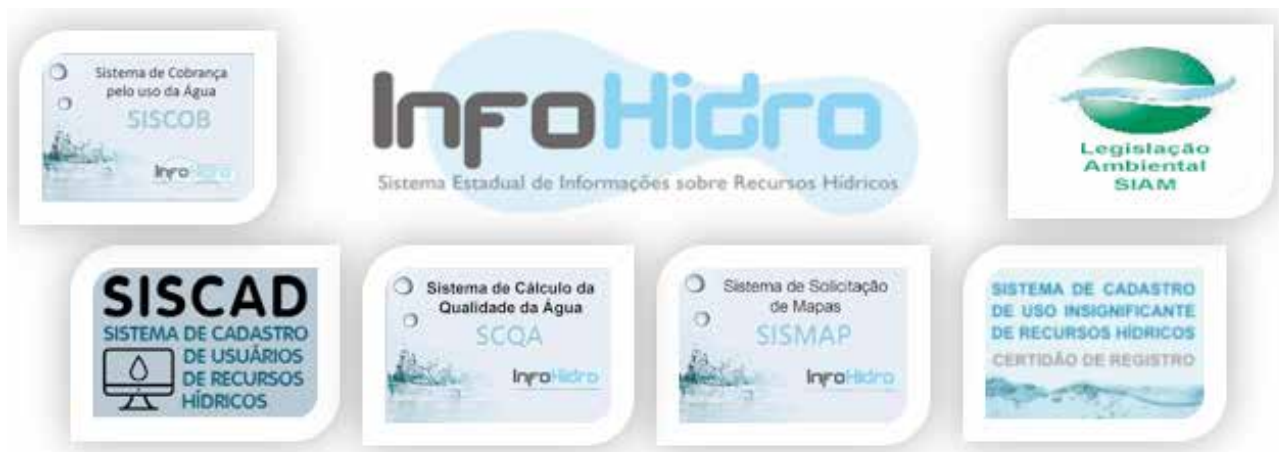 Sistema de Cobrança
pelo uso da Água
SISCOB
InfoHidro
InfoHidro
Sistema Estadual de Informações sobre Recursos Hídricos
Legislação
Ambiental
SIAM
SISCAD
SISTEMA DE CADASTRO
DE USUÁRIOS
DE RECURSOS
HÍDRICOS
Sistema de Cálculo da
Qualidade da Água
SCQA
InfoHidro
Sistema de Solicitação
de Mapas
SISMAP
InfoHidro
SISTEMA DE CADASTRO
DE USO INSIGNIFICANTE
DE RECURSOS HÍDRICOS
CERTIDÃO DE REGISTRO